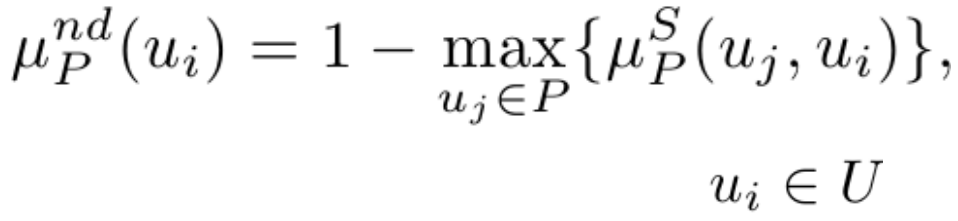 μ_P^{nd}(u_i) = 1 − max_{u_j∈P}{μ_P^S(u_j, u_i)},
u_i ∈ U